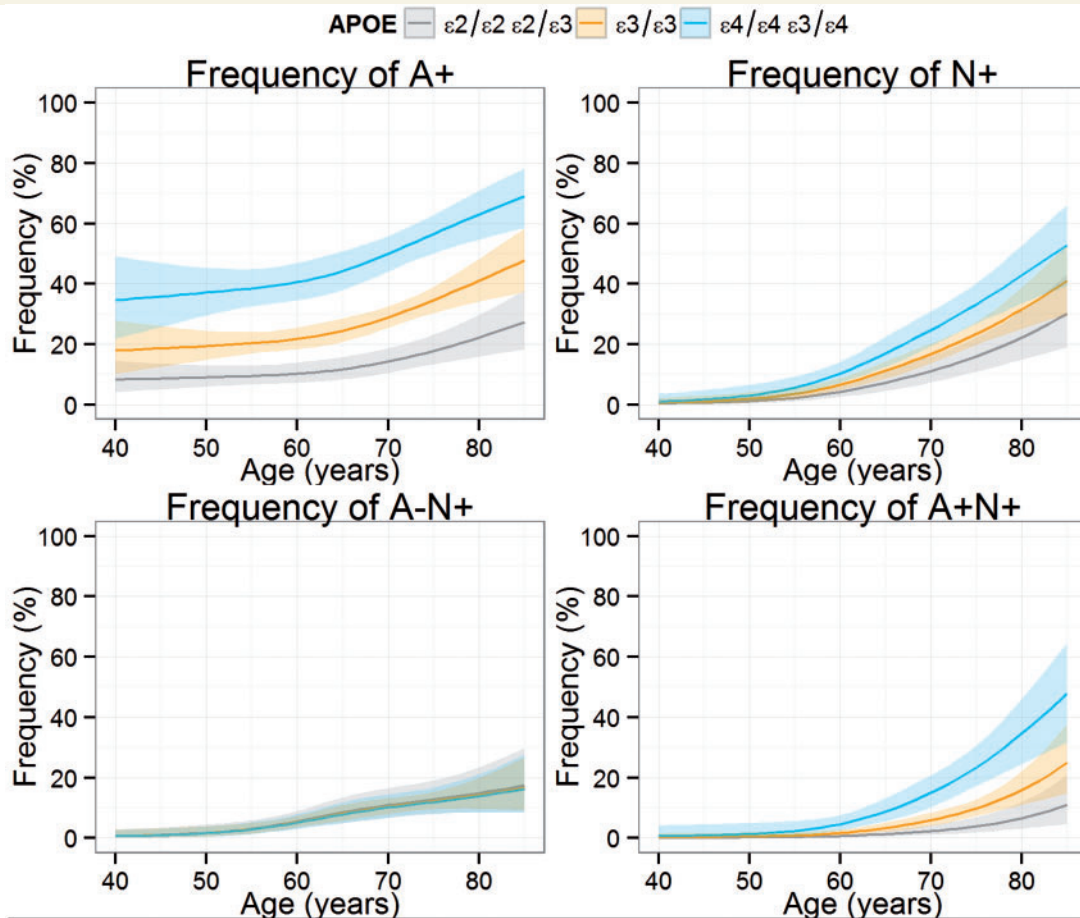 APOE ε2/ε2 ε2/ε3 ε3/ε3 ε4/ε4 ε3/ε4
Frequency of A+
Frequency (%)
100
80
60
40
20
0
40 50 60 70 80
Age (years)
Frequency of N+
Frequency (%)
100
80
60
40
20
0
40 50 60 70 80
Age (years)
Frequency of A-N+
Frequency (%)
100
80
60
40
20
0
40 50 60 70 80
Age (years)
Frequency of A+N+
Frequency (%)
100
80
60
40
20
0
40 50 60 70 80
Age (years)